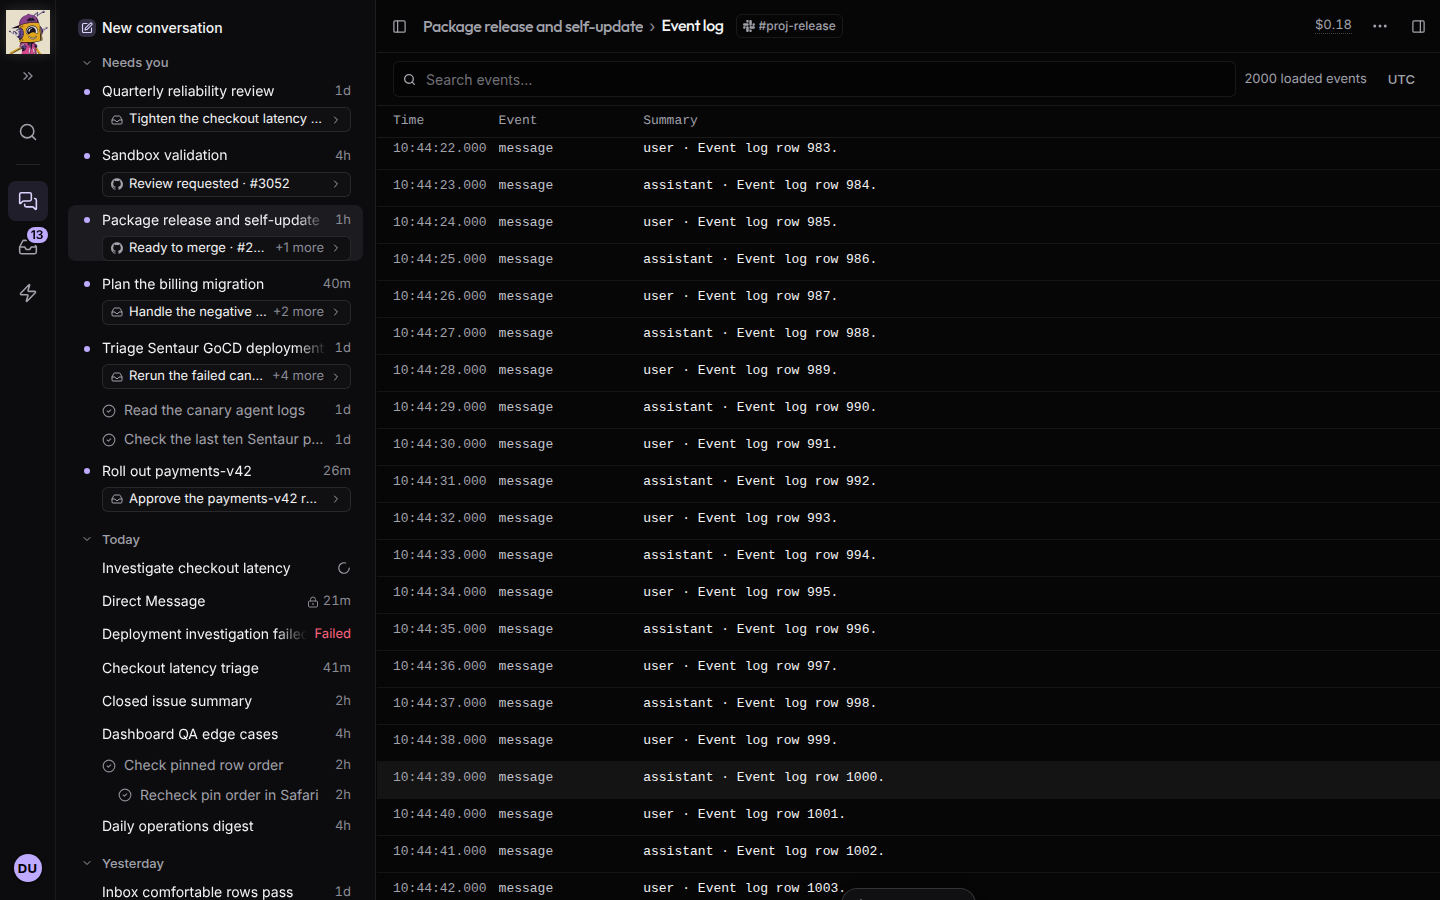 New conversation
Needs you
Quarterly reliability review 1d
Tighten the checkout latency ...
Sandbox validation 4h
Review requested · #3052
Package release and self-update 1h
Ready to merge · #2... +1 more
13
Plan the billing migration 40m
Handle the negative ... +2 more
Triage Sentaur GoCD deployment 1d
Rerun the failed can... +4 more
Read the canary agent logs 1d
Check the last ten Sentaur p... 1d
Roll out payments-v42 26m
Approve the payments-v42 r...
Today
Investigate checkout latency
Direct Message 21m
Deployment investigation failed Failed
Checkout latency triage 41m
Closed issue summary 2h
Dashboard QA edge cases 4h
Check pinned row order 2h
Recheck pin order in Safari 2h
Daily operations digest 4h
Yesterday
Inbox comfortable rows pass 1d
DU
Package release and self-update › Event log #proj-release $0.18
Search events... 2000 loaded events UTC
Time Event Summary
10:44:22.000 message user · Event log row 983.
10:44:23.000 message assistant · Event log row 984.
10:44:24.000 message user · Event log row 985.
10:44:25.000 message assistant · Event log row 986.
10:44:26.000 message user · Event log row 987.
10:44:27.000 message assistant · Event log row 988.
10:44:28.000 message user · Event log row 989.
10:44:29.000 message assistant · Event log row 990.
10:44:30.000 message user · Event log row 991.
10:44:31.000 message assistant · Event log row 992.
10:44:32.000 message user · Event log row 993.
10:44:33.000 message assistant · Event log row 994.
10:44:34.000 message user · Event log row 995.
10:44:35.000 message assistant · Event log row 996.
10:44:36.000 message user · Event log row 997.
10:44:37.000 message assistant · Event log row 998.
10:44:38.000 message user · Event log row 999.
10:44:39.000 message assistant · Event log row 1000.
10:44:40.000 message user · Event log row 1001.
10:44:41.000 message assistant · Event log row 1002.
10:44:42.000 message user · Event log row 1003.